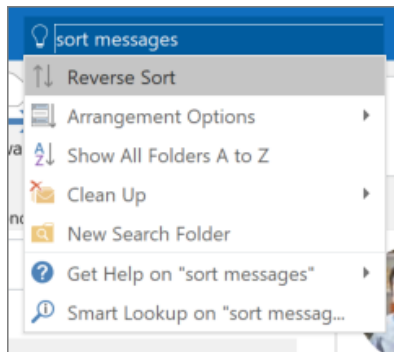 sort messages
Reverse Sort
Arrangement Options
Show All Folders A to Z
Clean Up
New Search Folder
Get Help on "sort messages"
Smart Lookup on "sort messag...